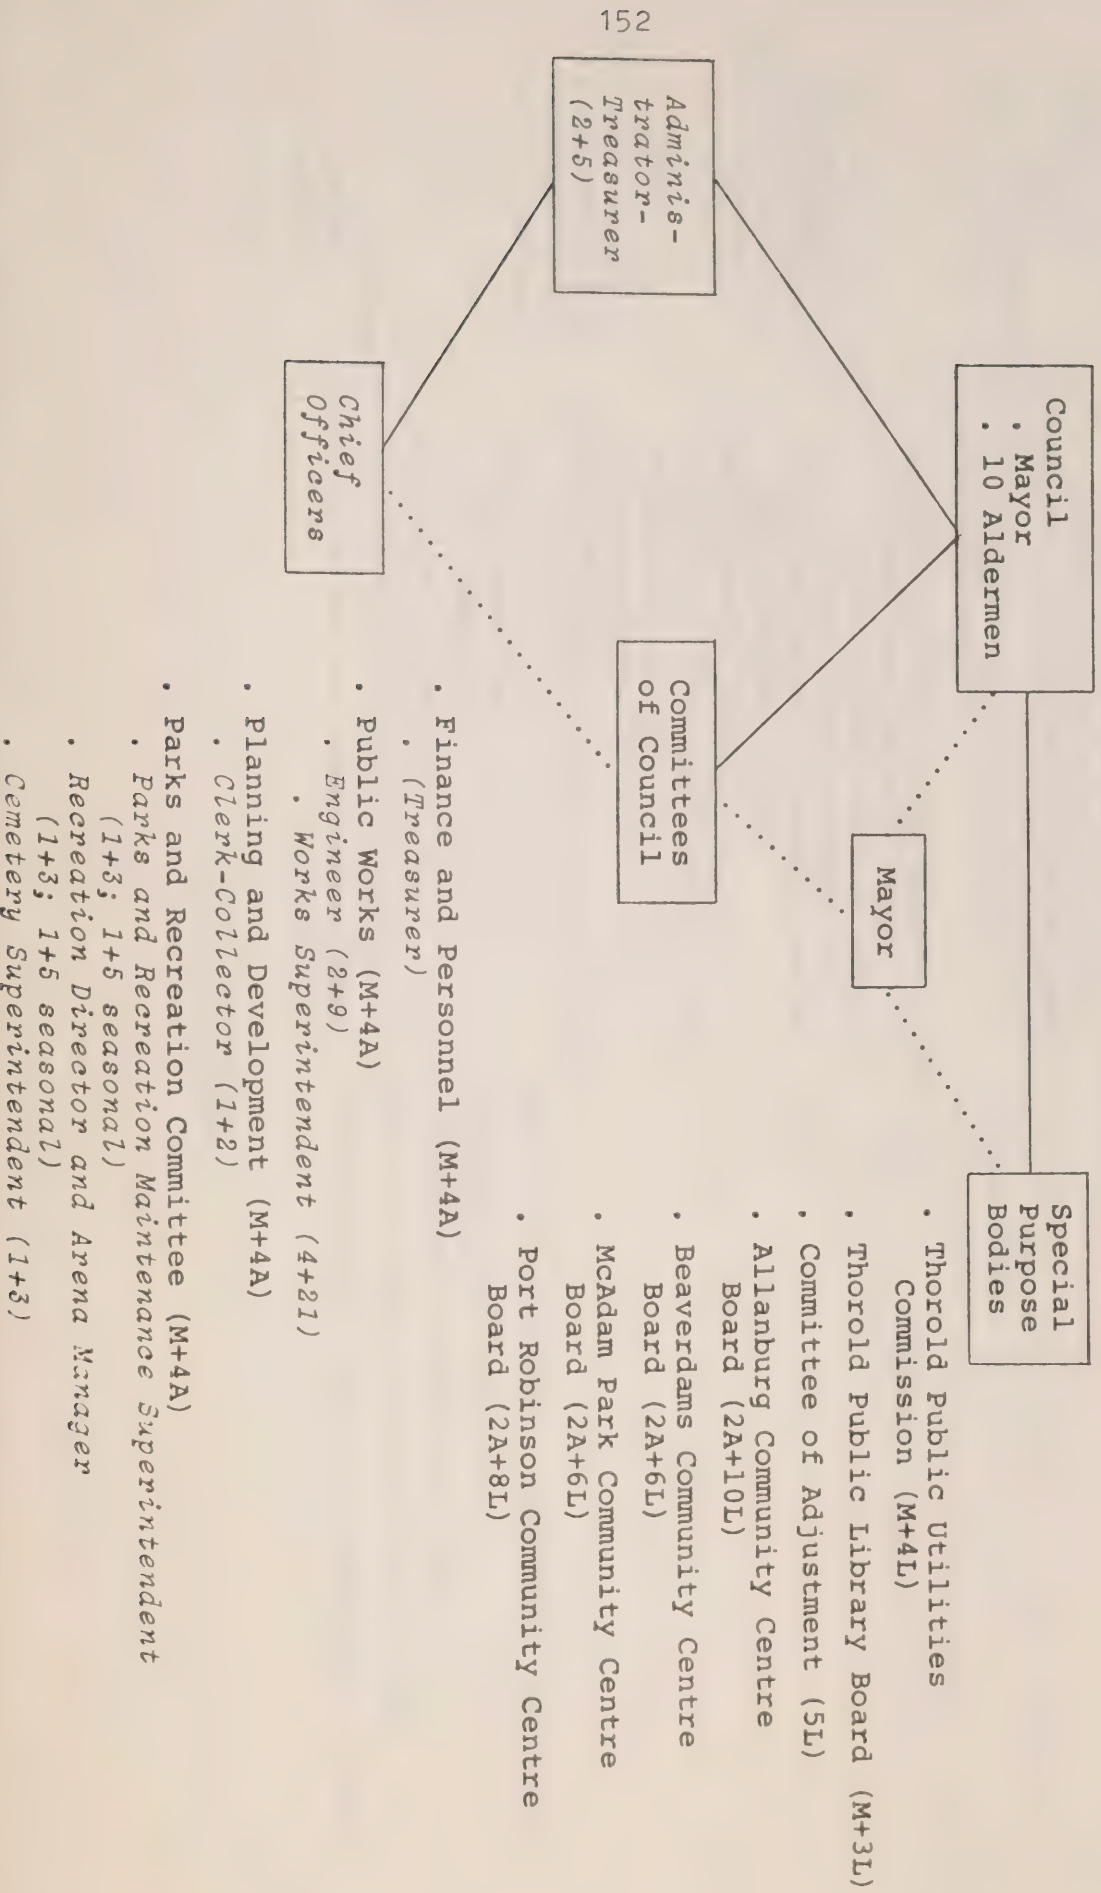 152
Council
. Mayor
. 10 Aldermen
Special
Purpose
Bodies
. Thorold Public Utilities
Commission (M+4L)
. Thorold Public Library Board (M+3L)
. Committee of Adjustment (5L)
. Allanburg Community Centre
Board (2A+10L)
. Beaverdams Community Centre
Board (2A+6L)
. McAdam Park Community Centre
Board (2A+6L)
. Port Robinson Community Centre
Board (2A+8L)
Mayor
Adminis-
trator-
Treasurer
(2+5)
Committees
of Council
Chief
Officers
. Finance and Personnel (M+4A)
. (Treasurer)
. Public Works (M+4A)
. Engineer (2+9)
. Works Superintendent (4+21)
. Planning and Development (M+4A)
. Clerk-Collector (1+2)
. Parks and Recreation Committee (M+4A)
. Parks and Recreation Maintenance Superintendent
(1+3; 1+5 seasonal)
. Recreation Director and Arena Manager
(1+3; 1+5 seasonal)
. Cemetery Superintendent (1+3)